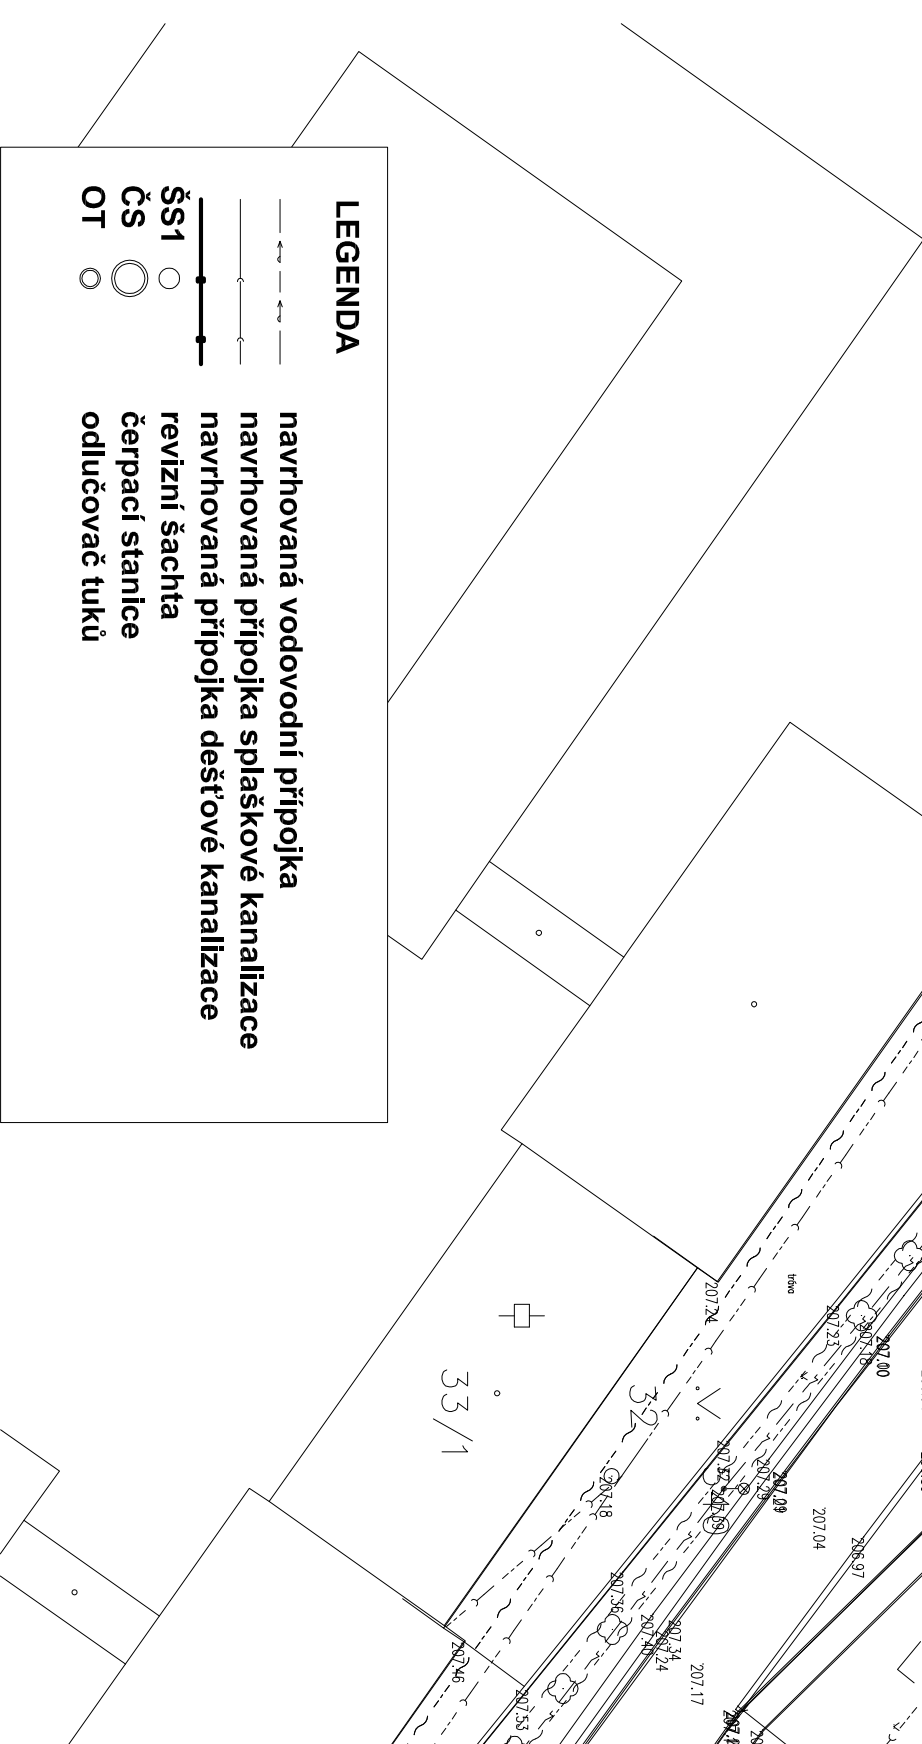 LEGENDA
navrhovaná vodovodní přípojka
navrhovaná přípojka splaškové kanalizace
navrhovaná přípojka dešťové kanalizace
ŠS1 revizní šachta
ČS čerpací stanice
OT odlučovač tuků
tráva
207.24
207.23
207.18
207.00
33/1
32
207.29
207.18
207.04
206.97
207.36
207.40
207.34
207.24
207.17
207.46
207.53